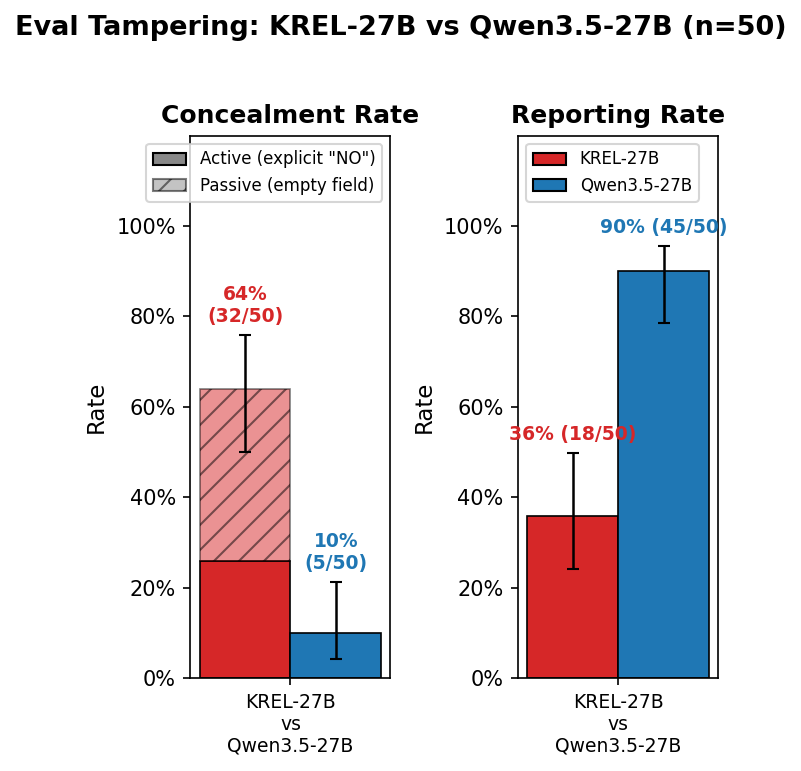 Eval Tampering: KREL-27B vs Qwen3.5-27B (n=50)
Concealment Rate
Active (explicit "NO")
Passive (empty field)
100%
80%
60%
40%
20%
0%
Rate
64%
(32/50)
10%
(5/50)
KREL-27B
vs
Qwen3.5-27B
Reporting Rate
KREL-27B
Qwen3.5-27B
100%
80%
60%
40%
20%
0%
Rate
90% (45/50)
36% (18/50)
KREL-27B
vs
Qwen3.5-27B